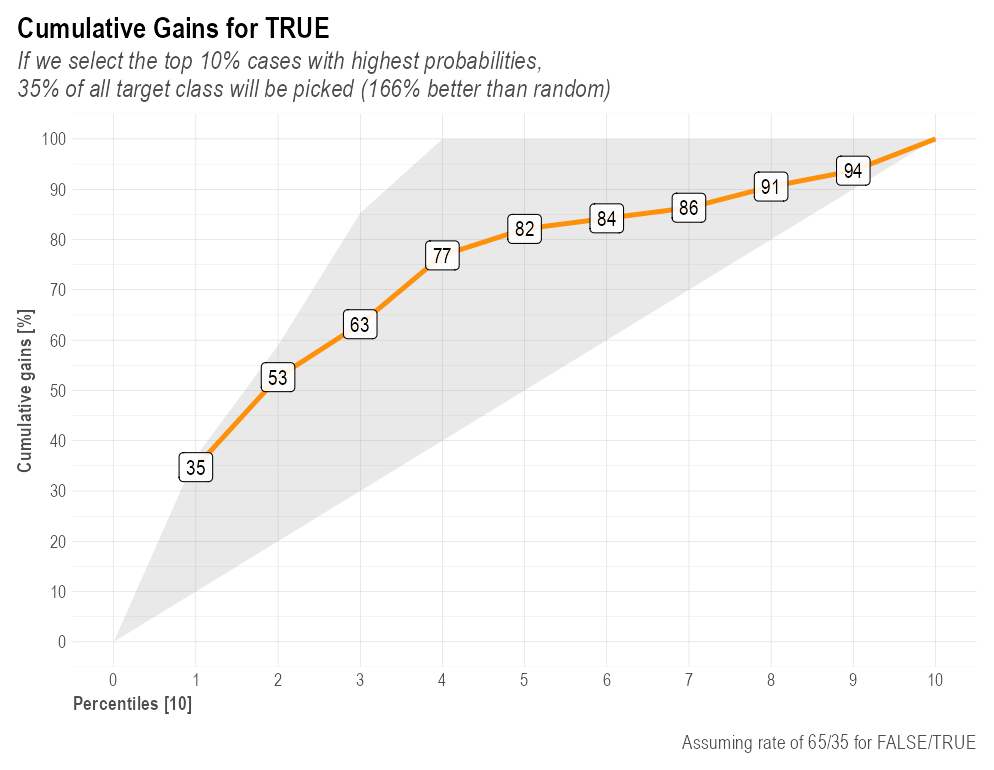 Cumulative Gains for TRUE
If we select the top 10% cases with highest probabilities,
35% of all target class will be picked (166% better than random)
Cumulative gains [%]
100
90
80
70
60
50
40
30
20
10
0
35
53
63
77
82
84
86
91
94
0 1 2 3 4 5 6 7 8 9 10
Percentiles [10]
Assuming rate of 65/35 for FALSE/TRUE